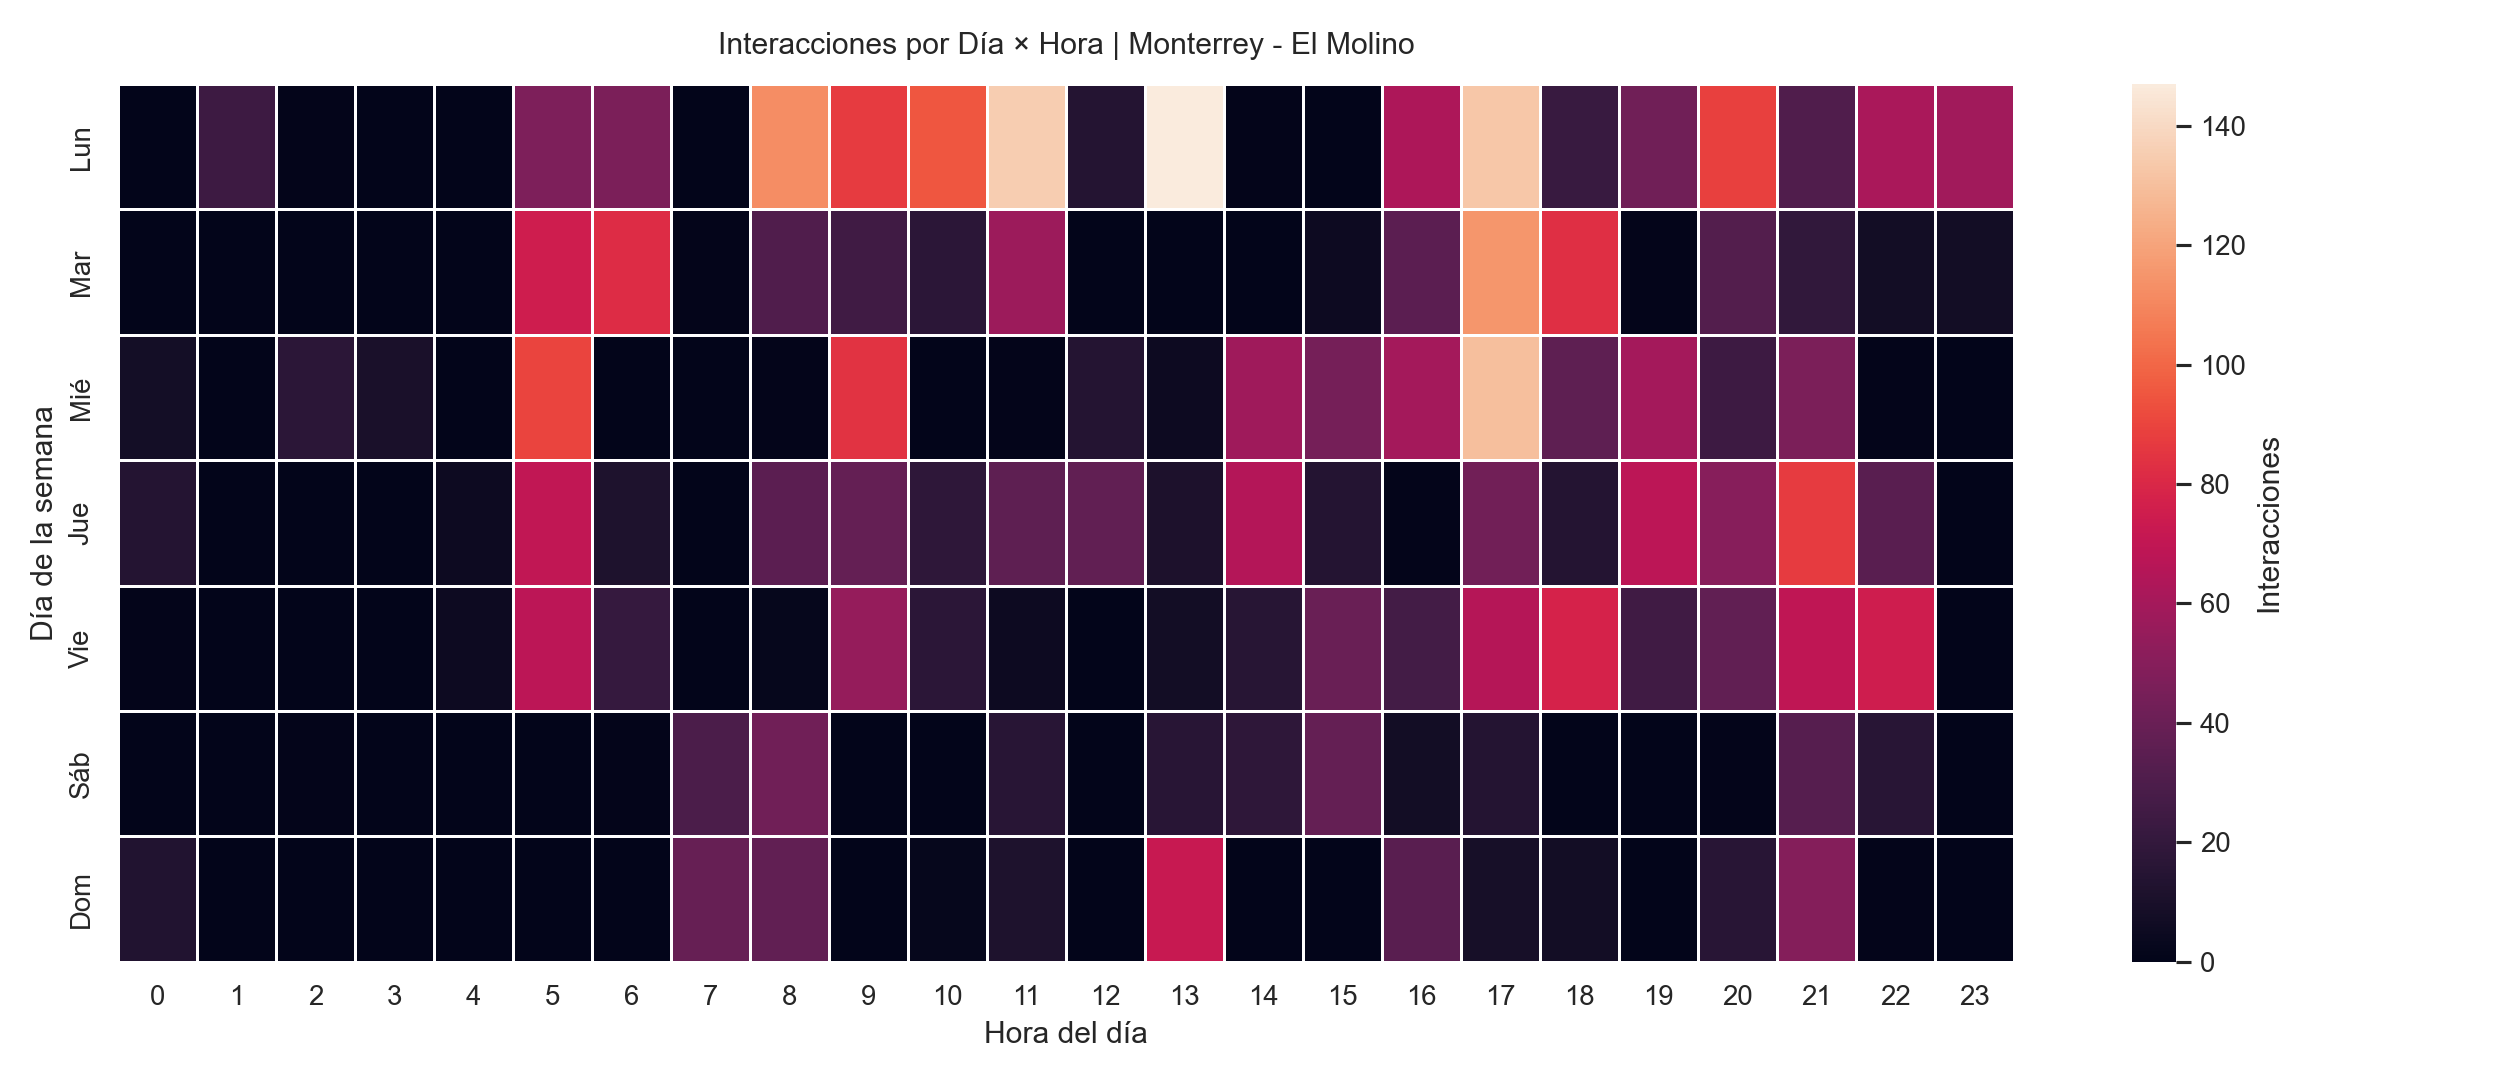 Interacciones por Día × Hora | Monterrey - El Molino
Día de la semana
Lun
Mar
Mié
Jue
Vie
Sáb
Dom
0 1 2 3 4 5 6 7 8 9 10 11 12 13 14 15 16 17 18 19 20 21 22 23
Hora del día
140
120
100
80
60
40
20
0
Interacciones